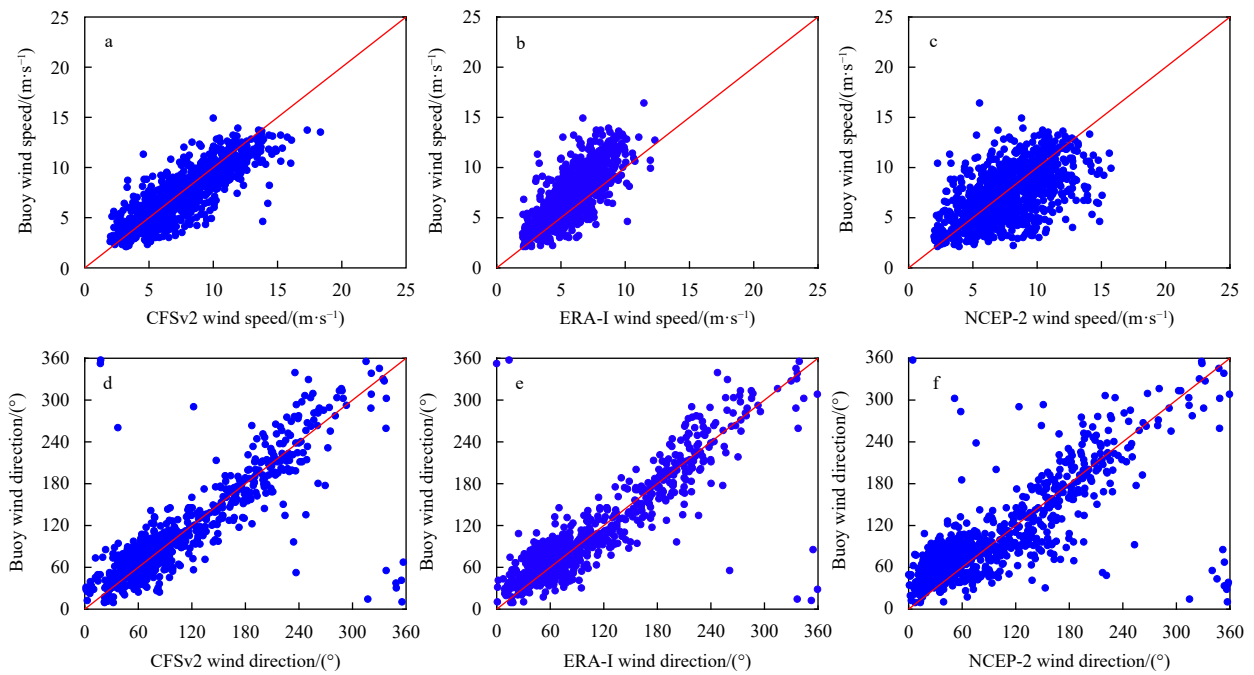 25
20
15
10
5
0
a
Buoy wind speed/(m·s⁻¹)
0 5 10 15 20 25
CFSv2 wind speed/(m·s⁻¹)
25
20
15
10
5
0
b
Buoy wind speed/(m·s⁻¹)
0 5 10 15 20 25
ERA-I wind speed/(m·s⁻¹)
25
20
15
10
5
0
c
Buoy wind speed/(m·s⁻¹)
0 5 10 15 20 25
NCEP-2 wind speed/(m·s⁻¹)
360
300
240
180
120
60
0
d
Buoy wind direction/(°)
0 60 120 180 240 300 360
CFSv2 wind direction/(°)
360
300
240
180
120
60
0
e
Buoy wind direction/(°)
0 60 120 180 240 300 360
ERA-I wind direction/(°)
360
300
240
180
120
60
0
f
Buoy wind direction/(°)
0 60 120 180 240 300 360
NCEP-2 wind direction/(°)